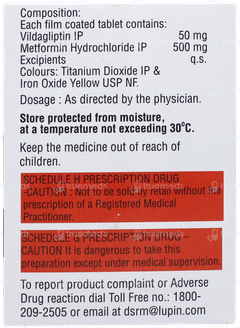 Composition:
Each film coated tablet contains:
Vildagliptin IP 50 mg
Metformin Hydrochloride IP 500 mg
Excipients q.s.
Colours: Titanium Dioxide IP &
Iron Oxide Yellow USP NF.
Dosage : As directed by the physician.
Store protected from moisture,
at a temperature not exceeding 30°C.
Keep the medicine out of reach of
children.
SCHEDULE H PRESCRIPTION DRUG
-CAUTION : Not to be sold by retail without the
prescription of a Registered Medical
Practitioner.
SCHEDULE G PRESCRIPTION DRUG –
CAUTION It is dangerous to take this
preparation except under medical supervision.
To report product complaint or Adverse
Drug reaction dial Toll Free no.: 1800-
209-2505 or email at dsrm@lupin.com